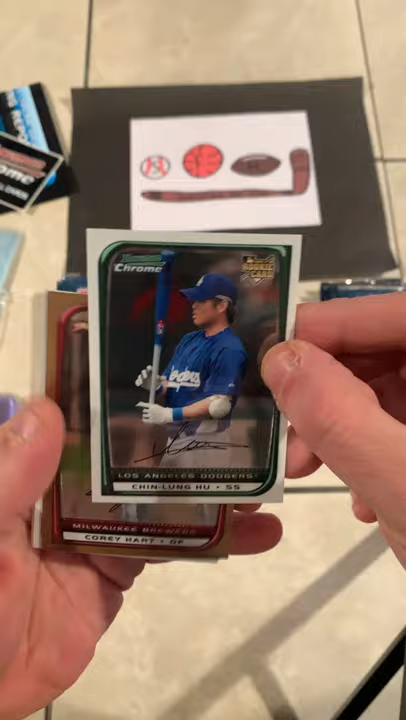 Bowman
Chrome
ROOKIE
CARD
Dodgers
LOS ANGELES DODGERS
CHIN-LUNG HU • SS
MILWAUKEE BREWERS
COREY HART • OF